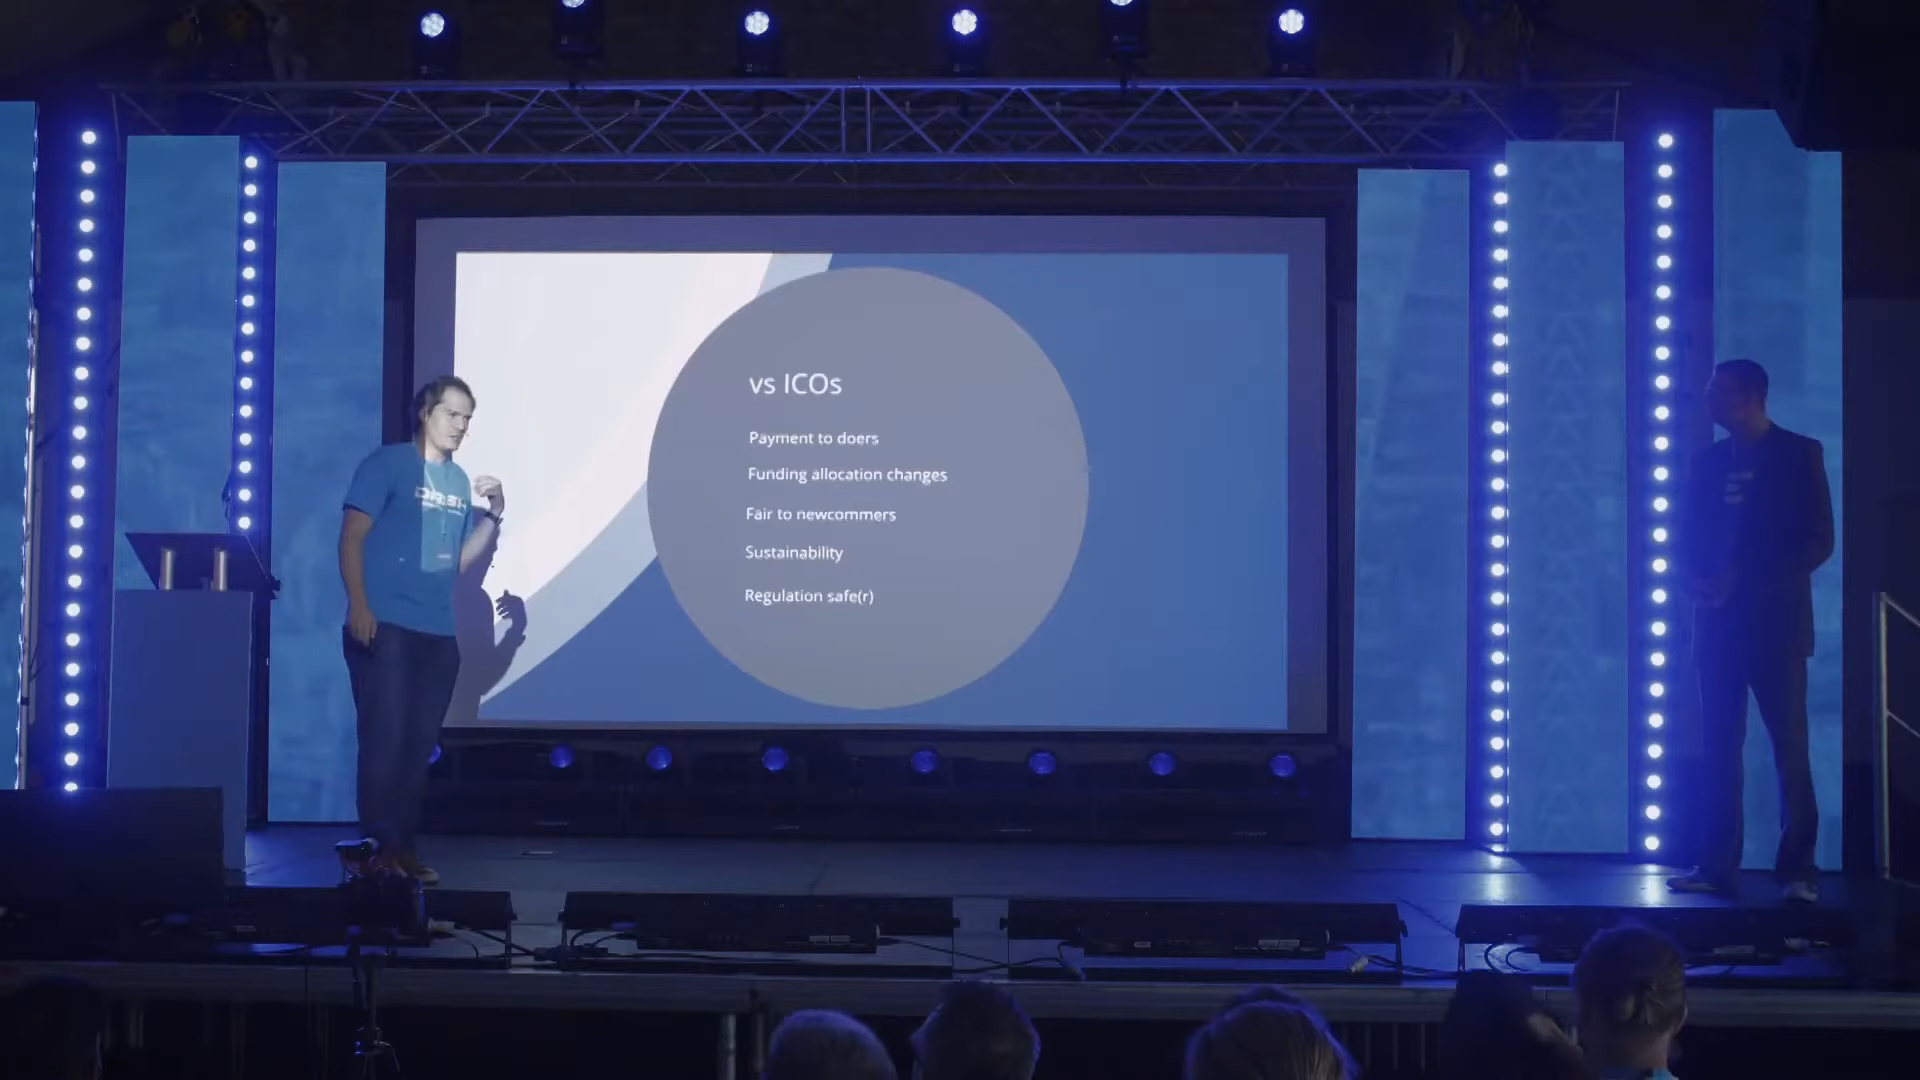 vs ICOs
Payment to doers
Funding allocation changes
Fair to newcommers
Sustainability
Regulation safe(r)